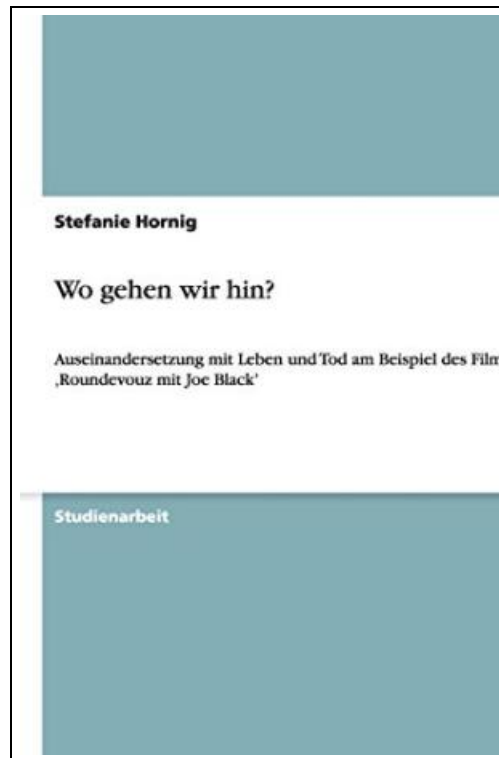 Stefanie Hornig
Wo gehen wir hin?
Auseinandersetzung mit Leben und Tod am Beispiel des Film
‚Roundevouz mit Joe Black‘
Studienarbeit